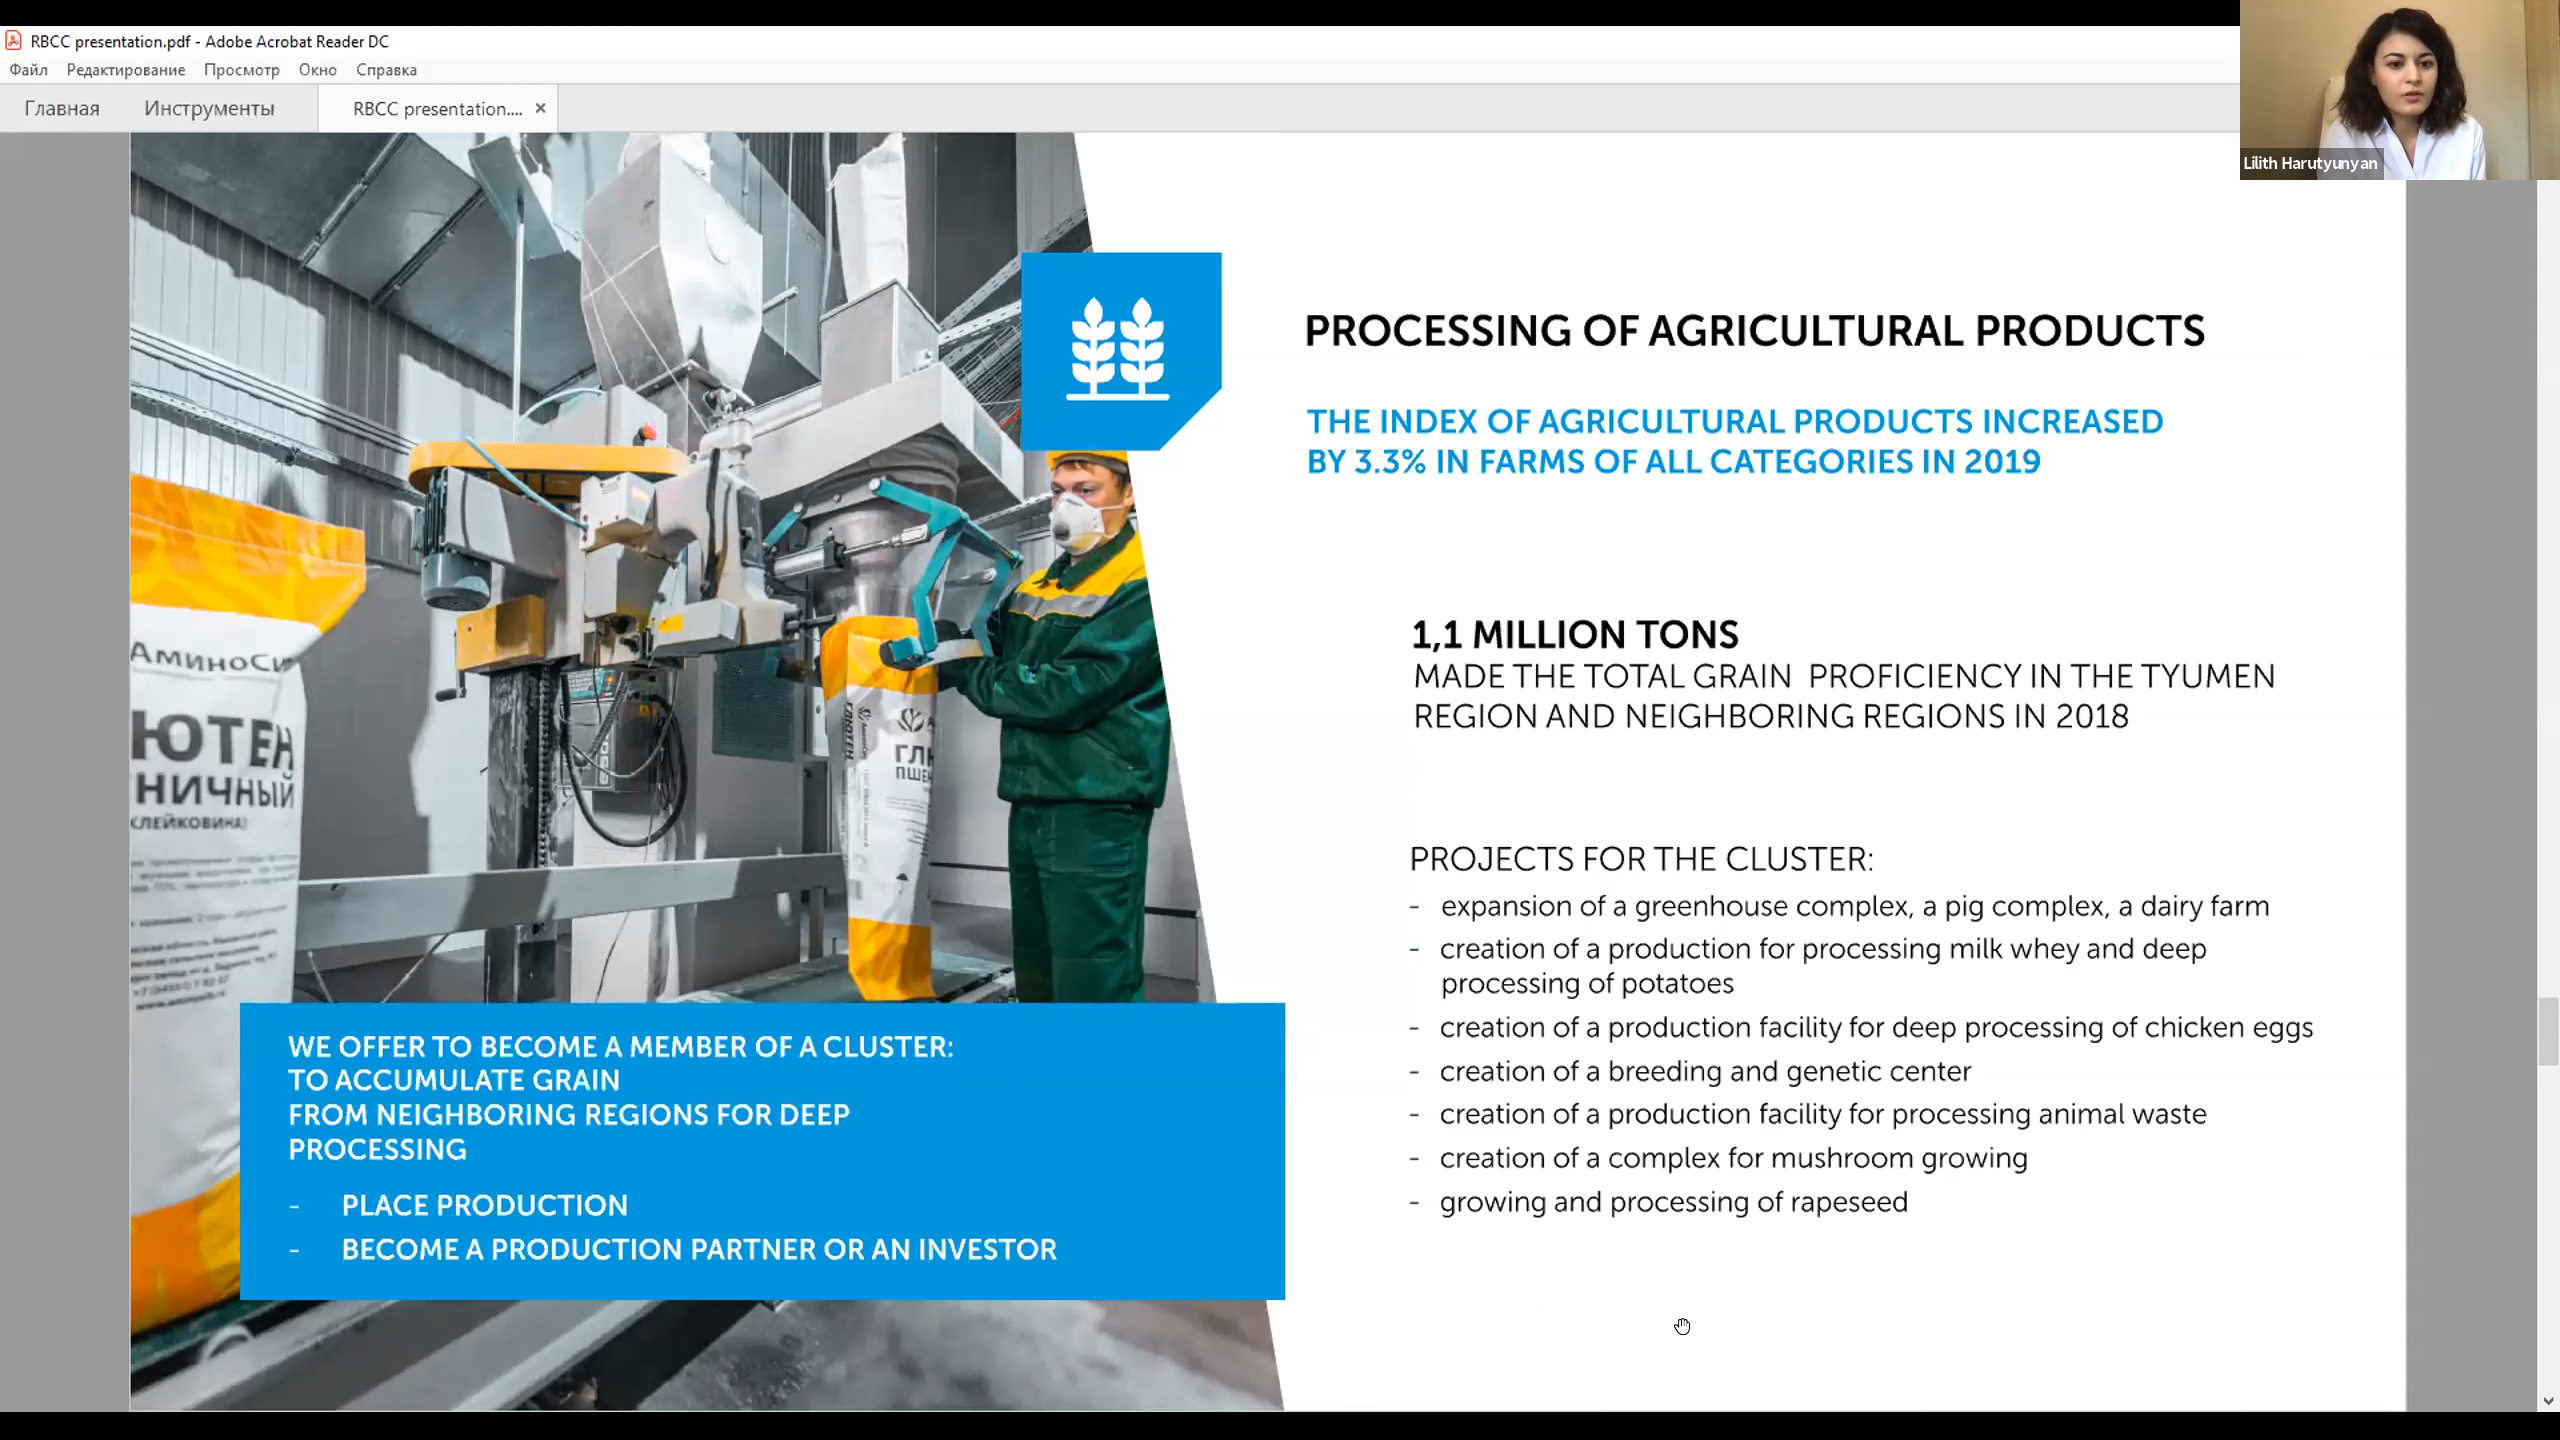 RBCC presentation.pdf - Adobe Acrobat Reader DC
Файл Редактирование Просмотр Окно Справка
Главная Инструменты RBCC presentation....
Lilith Harutyunyan
PROCESSING OF AGRICULTURAL PRODUCTS
THE INDEX OF AGRICULTURAL PRODUCTS INCREASED
BY 3.3% IN FARMS OF ALL CATEGORIES IN 2019
1,1 MILLION TONS
MADE THE TOTAL GRAIN PROFICIENCY IN THE TYUMEN
REGION AND NEIGHBORING REGIONS IN 2018
PROJECTS FOR THE CLUSTER:
- expansion of a greenhouse complex, a pig complex, a dairy farm
- creation of a production for processing milk whey and deep
processing of potatoes
- creation of a production facility for deep processing of chicken eggs
- creation of a breeding and genetic center
- creation of a production facility for processing animal waste
- creation of a complex for mushroom growing
- growing and processing of rapeseed
АминоСи
ЮТЕН
НИЧНЫЙ
КЛЕЙКОВИНА)
ГЛЮТЕН
ГЛЮ
ПШЕН
WE OFFER TO BECOME A MEMBER OF A CLUSTER:
TO ACCUMULATE GRAIN
FROM NEIGHBORING REGIONS FOR DEEP
PROCESSING
- PLACE PRODUCTION
- BECOME A PRODUCTION PARTNER OR AN INVESTOR